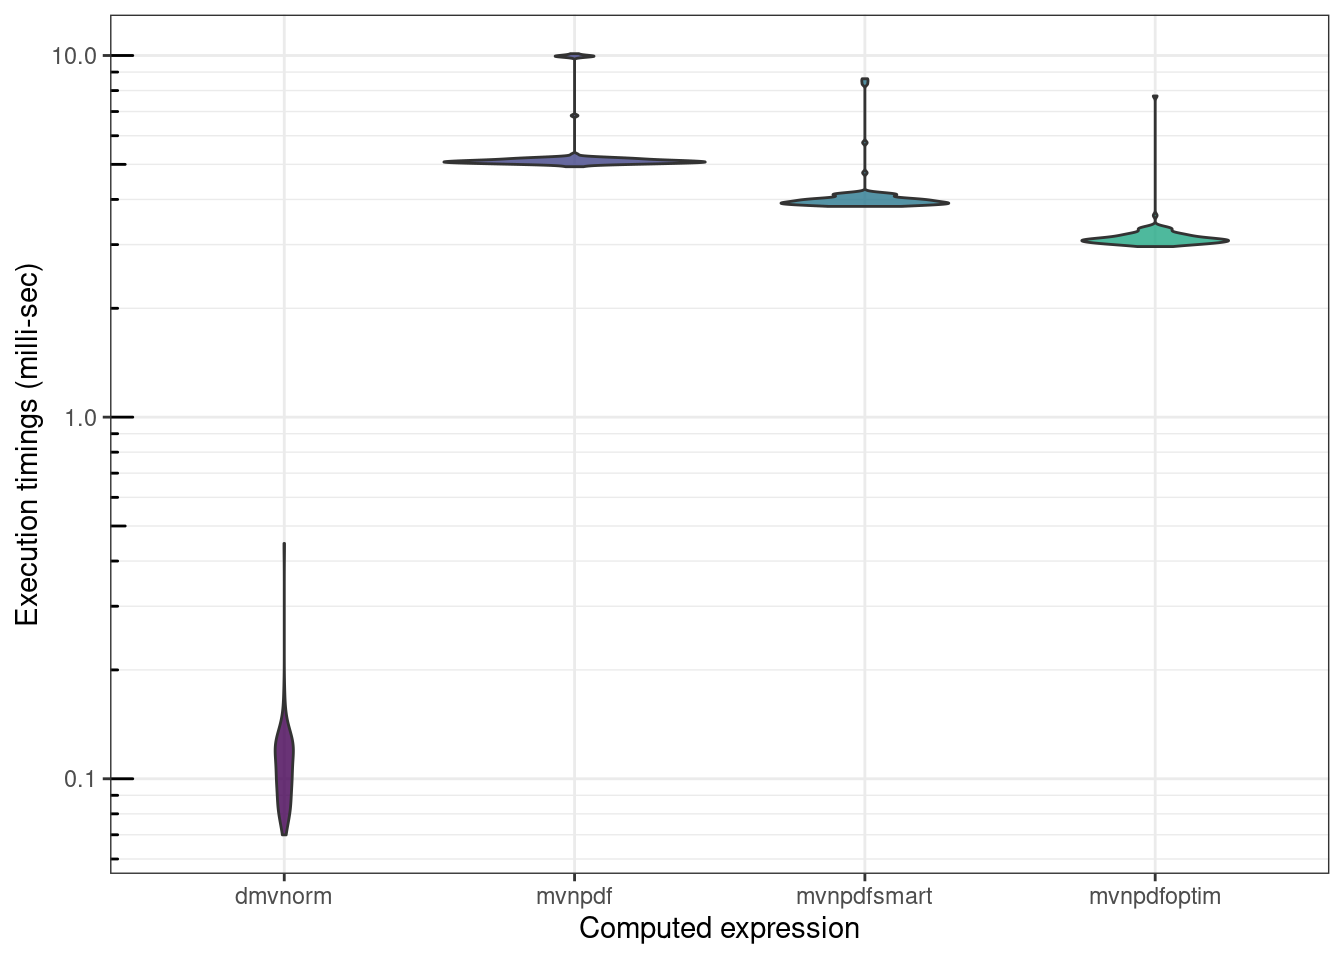 Execution timings (milli-sec)
10.0
1.0
0.1
dmvnorm mvnpdf mvnpdfsmart mvnpdfoptim
Computed expression